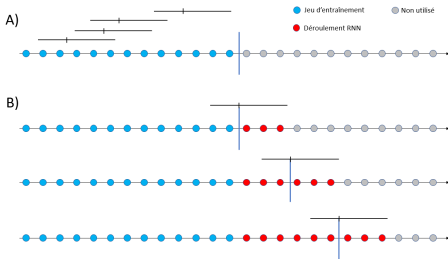 A)
Jeu d'entraînement
Non utilisé
Déroulement RNN
B)